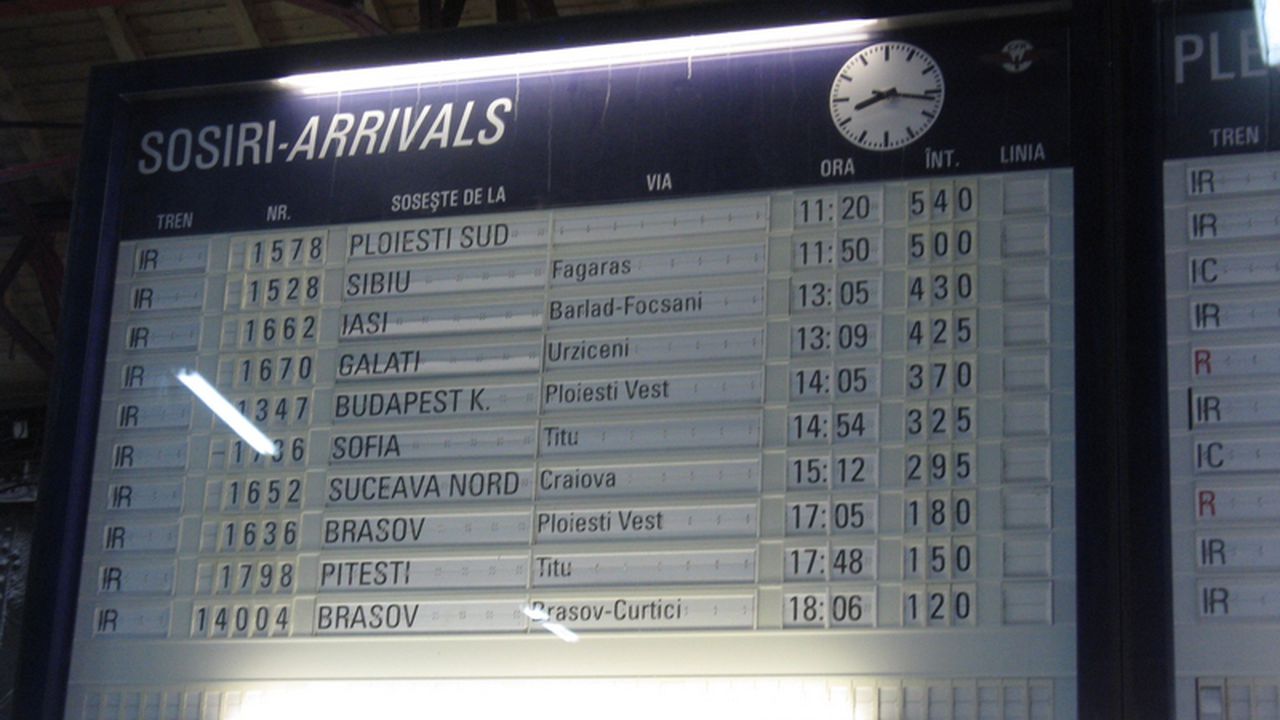 SOSIRI-ARRIVALS
TREN NR. SOSEŞTE DE LA VIA ORA ÎNT. LINIA
IR 1578 PLOIESTI SUD 11:20 540
IR 1528 SIBIU Fagaras 11:50 500
IR 1662 IASI Barlad-Focsani 13:05 430
IR 1670 GALATI Urziceni 13:09 425
IR 1347 BUDAPEST K. Ploiesti Vest 14:05 370
IR SOFIA Titu 14:54 325
IR 1652 SUCEAVA NORD Craiova 15:12 295
IR 1636 BRASOV Ploiesti Vest 17:05 180
IR 1798 PITESTI Titu 17:48 150
IR 14004 BRASOV Brasov-Curtici 18:06 120
PLE
TREN
IR
IR
IC
IR
R
IR
IC
R
IR
IR